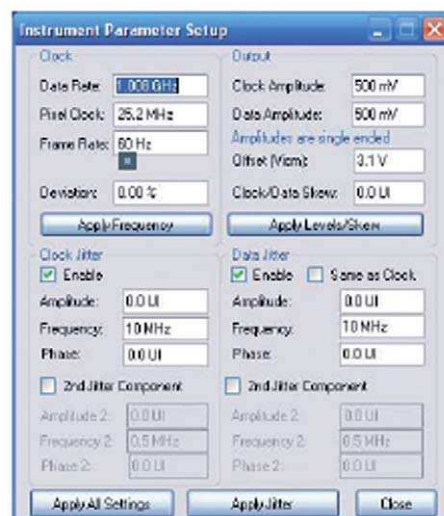 Instrument Parameter Setup
Clock
Data Rate: 1.008 GHz
Pixel Clock: 25.2 MHz
Frame Rate: 60 Hz
Deviation: 0.00 %
Apply Frequency
Output
Clock Amplitude: 500 mV
Data Amplitude: 500 mV
Amplitudes are single ended
Offset (Vicm): 3.1 V
Clock/Data Skew: 0.0 UI
Apply Levels/Skew
Clock Jitter
Enable
Amplitude: 0.0 UI
Frequency: 10 MHz
Phase: 0.0 UI
2nd Jitter Component
Amplitude 2: 0.0 UI
Frequency 2: 0.5 MHz
Phase 2: 0.0 UI
Data Jitter
Enable Same as Clock
Amplitude: 0.0 UI
Frequency: 10 MHz
Phase: 0.0 UI
2nd Jitter Component
Amplitude 2: 0.0 UI
Frequency 2: 0.5 MHz
Phase 2: 0.0 UI
Apply All Settings
Apply Jitter
Close